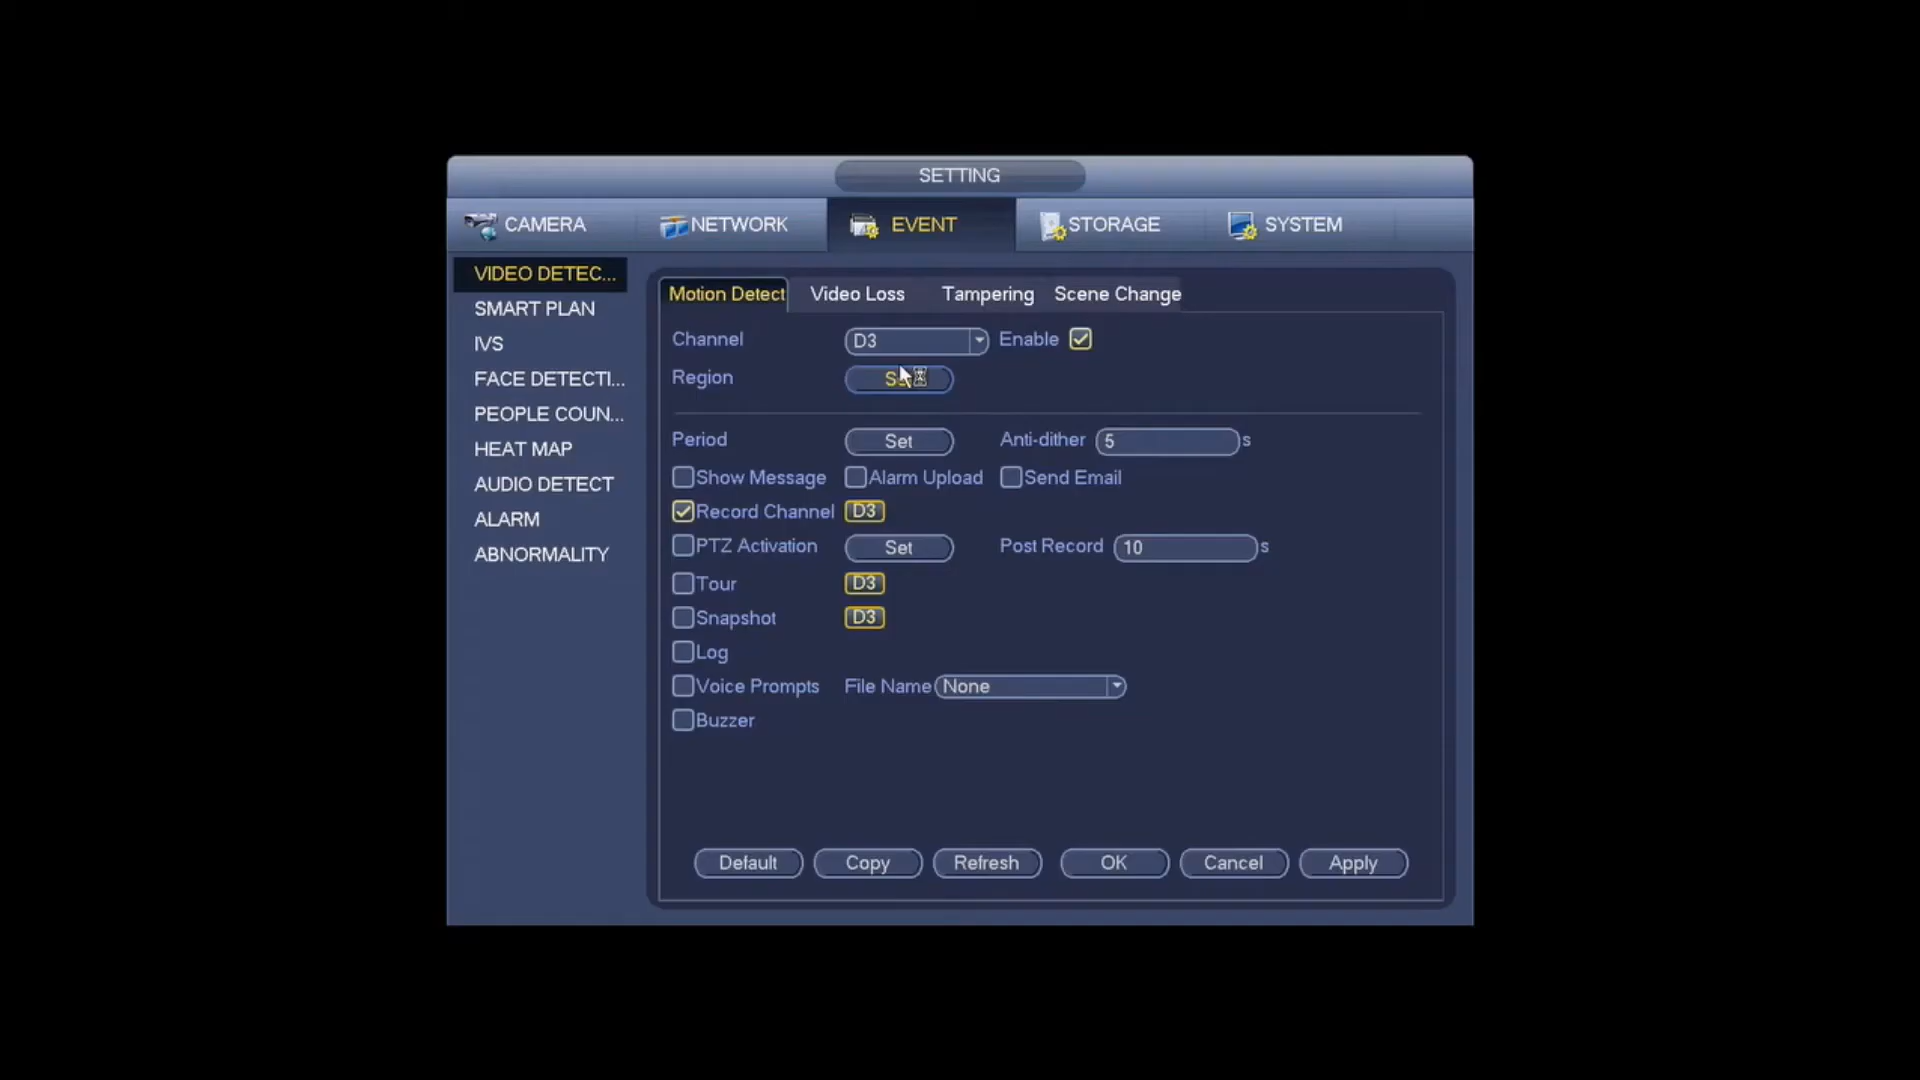 SETTING
CAMERA NETWORK EVENT STORAGE SYSTEM
VIDEO DETEC...
SMART PLAN
IVS
FACE DETECTI...
PEOPLE COUN...
HEAT MAP
AUDIO DETECT
ALARM
ABNORMALITY
Motion Detect Video Loss Tampering Scene Change
Channel D3 Enable
Region
Period Set Anti-dither 5 s
Show Message Alarm Upload Send Email
Record Channel D3
PTZ Activation Set Post Record 10 s
Tour D3
Snapshot D3
Log
Voice Prompts File Name None
Buzzer
Default Copy Refresh OK Cancel Apply